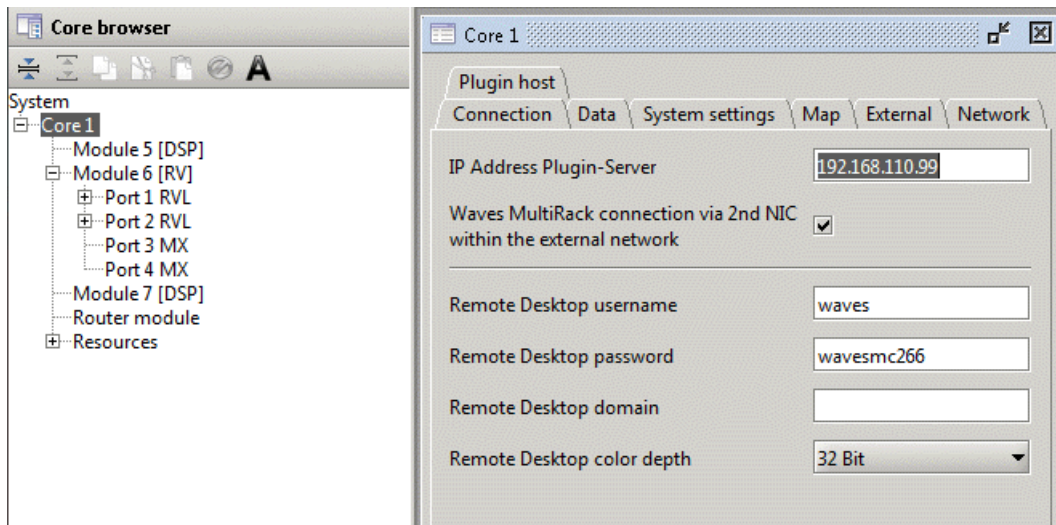 Core browser
A
System
Core 1
Module 5 [DSP]
Module 6 [RV]
Port 1 RVL
Port 2 RVL
Port 3 MX
Port 4 MX
Module 7 [DSP]
Router module
Resources
Core 1
Plugin host
Connection Data System settings Map External Network
IP Address Plugin-Server 192.168.110.99
Waves MultiRack connection via 2nd NIC
within the external network
Remote Desktop username waves
Remote Desktop password wavesmc266
Remote Desktop domain
Remote Desktop color depth 32 Bit